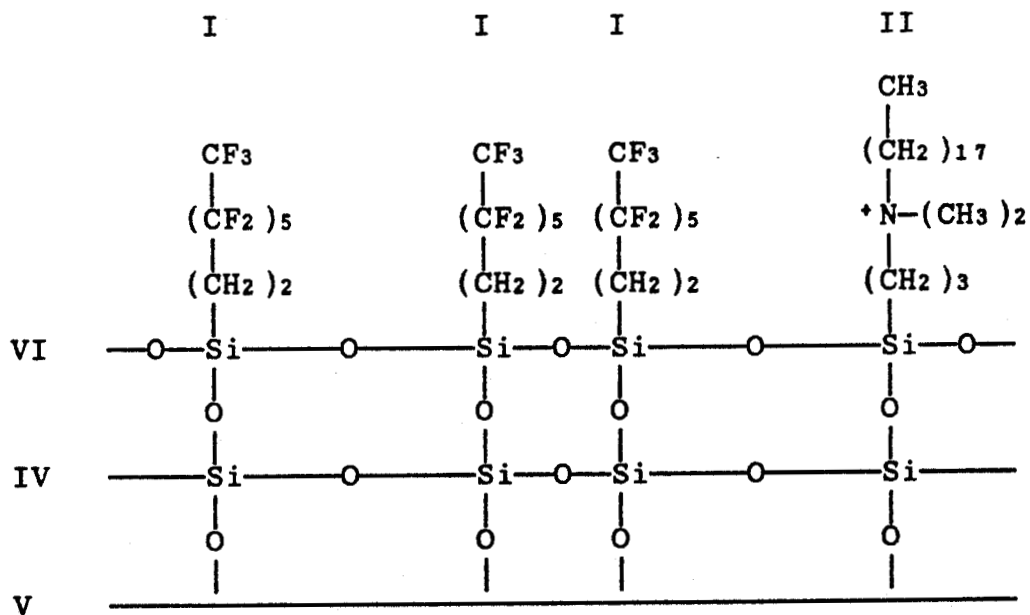 I I I II
CH3
CF3 CF3 CF3 (CH2)17
(CF2)5 (CF2)5 (CF2)5 +N-(CH3)2
(CH2)2 (CH2)2 (CH2)2 (CH2)3
VI O Si O Si O Si O Si O
O O O O
IV Si O Si O Si O Si
O O O O
V